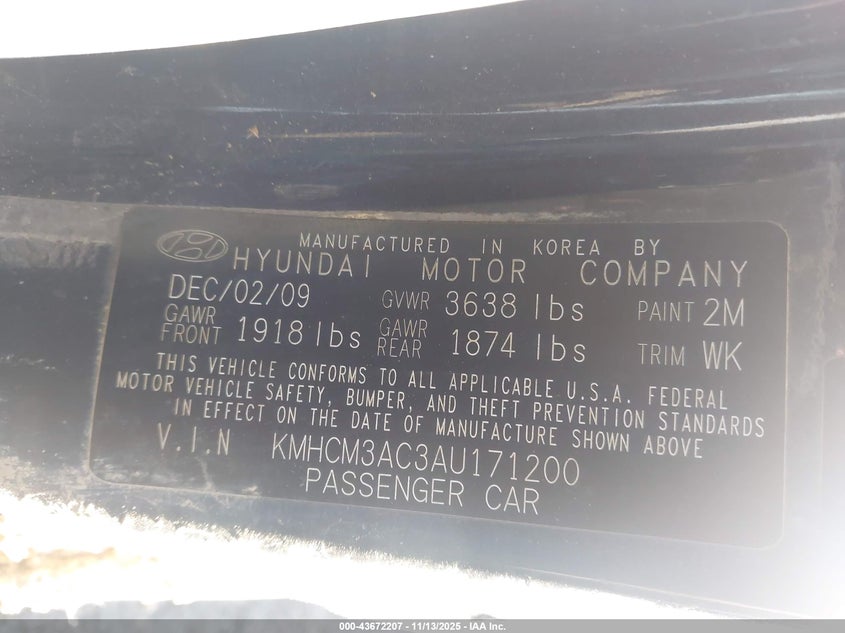 MANUFACTURED IN KOREA BY
HYUNDAI MOTOR COMPANY
DEC/02/09 GVWR 3638 lbs PAINT 2M
GAWR FRONT 1918 lbs GAWR REAR 1874 lbs TRIM WK
THIS VEHICLE CONFORMS TO ALL APPLICABLE U.S.A. FEDERAL
MOTOR VEHICLE SAFETY, BUMPER, AND THEFT PREVENTION STANDARDS
IN EFFECT ON THE DATE OF MANUFACTURE SHOWN ABOVE
V.I.N KMHCM3AC3AU171200
PASSENGER CAR
000-43672207 - 11/13/2025 - IAA Inc.